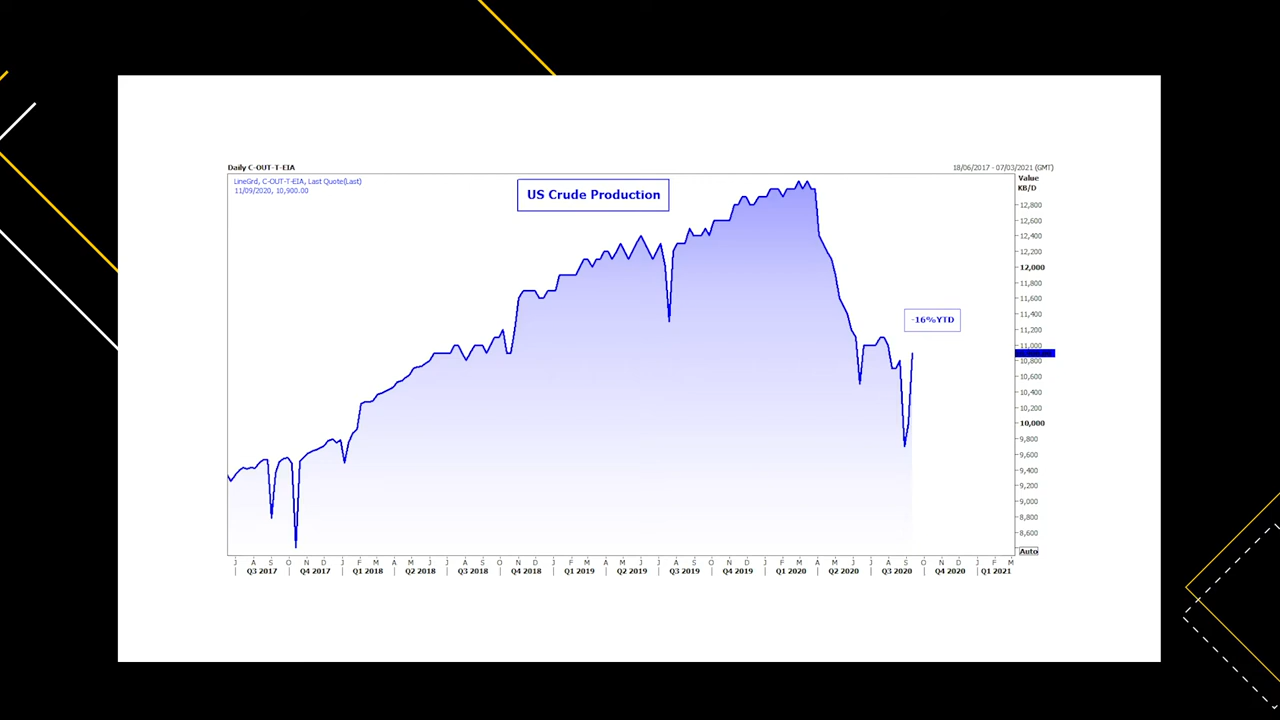 Daily C-OUT-T-EIA
18/06/2017 - 07/03/2021 (GMT)
LineGrd, C-OUT-T-EIA, Last Quote(Last)
11/09/2020, 10,900.00
US Crude Production
Value
KB/D
12,800
12,600
12,400
12,200
12,000
11,800
11,600
11,400
-16%YTD
11,200
11,000
10,800
10,600
10,400
10,200
10,000
9,800
9,600
9,400
9,200
9,000
8,800
8,600
Auto
J A S O N D J F M A M J J A S O N D J F M A M J J A S O N D J F M A M J J A S O N D J F M
Q3 2017 Q4 2017 Q1 2018 Q2 2018 Q3 2018 Q4 2018 Q1 2019 Q2 2019 Q3 2019 Q4 2019 Q1 2020 Q2 2020 Q3 2020 Q4 2020 Q1 2021